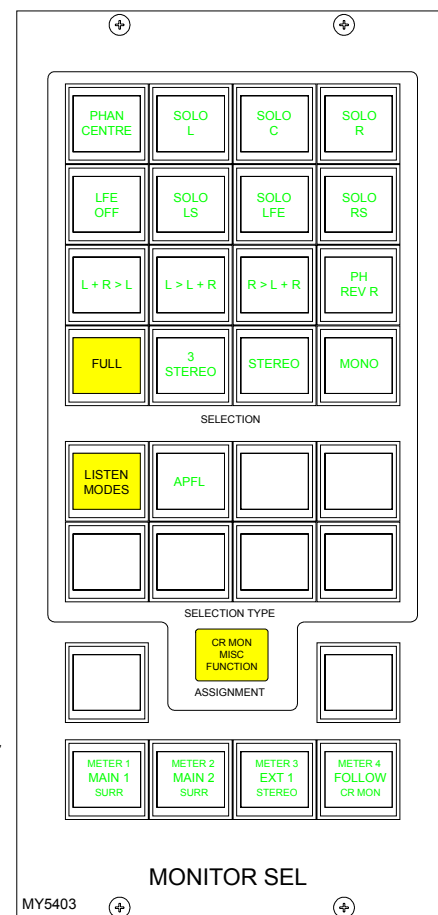 PHAN
CENTRE
SOLO
L
SOLO
C
SOLO
R
LFE
OFF
SOLO
LS
SOLO
LFE
SOLO
RS
L + R > L
L > L + R
R > L + R
PH
REV R
FULL
3
STEREO
STEREO
MONO
SELECTION
LISTEN
MODES
APFL
SELECTION TYPE
CR MON
MISC
FUNCTION
ASSIGNMENT
METER 1
MAIN 1
SURR
METER 2
MAIN 2
SURR
METER 3
EXT 1
STEREO
METER 4
FOLLOW
CR MON
MONITOR SEL
MY5403